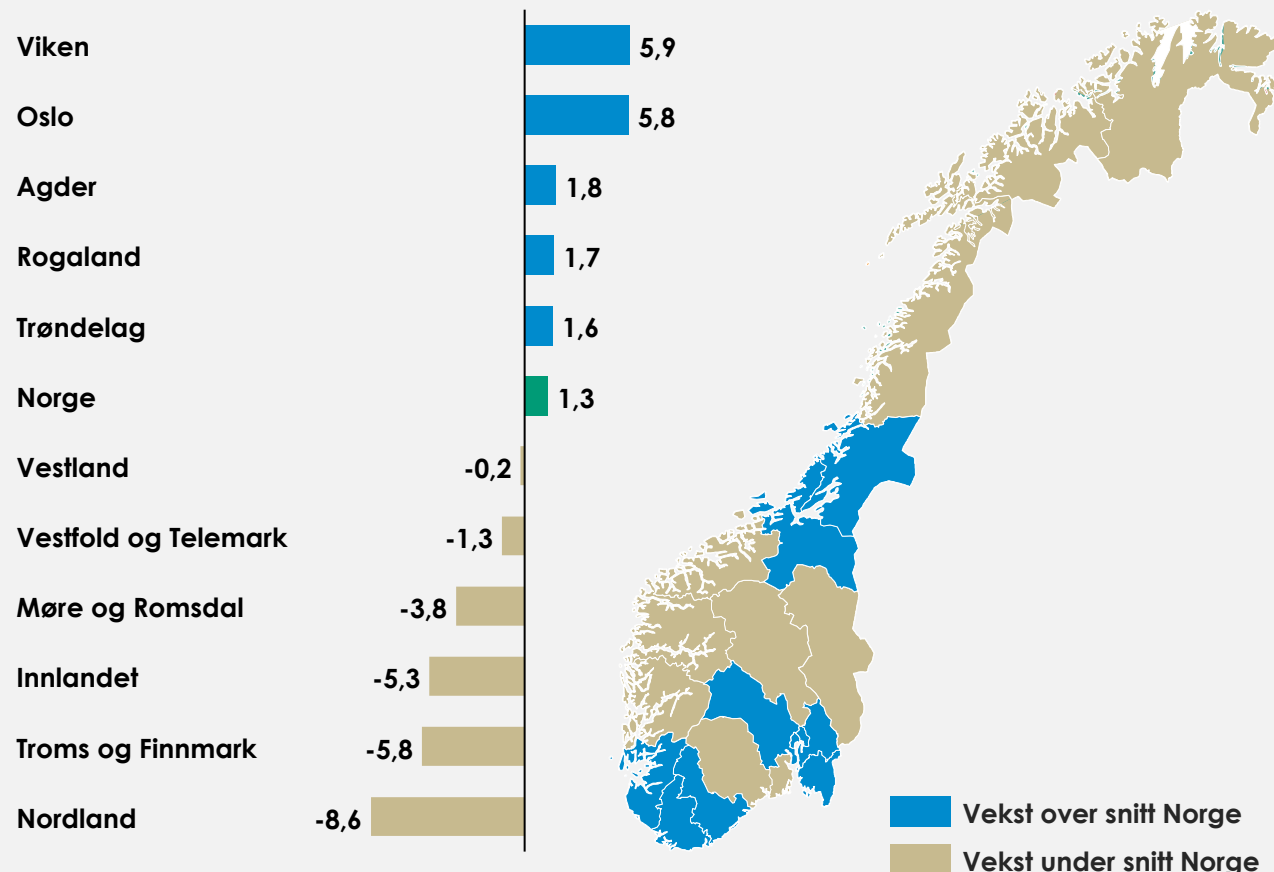 Viken 5,9
Oslo 5,8
Agder 1,8
Rogaland 1,7
Trøndelag 1,6
Norge 1,3
Vestland -0,2
Vestfold og Telemark -1,3
Møre og Romsdal -3,8
Innlandet -5,3
Troms og Finnmark -5,8
Nordland -8,6
Vekst over snitt Norge
Vekst under snitt Norge